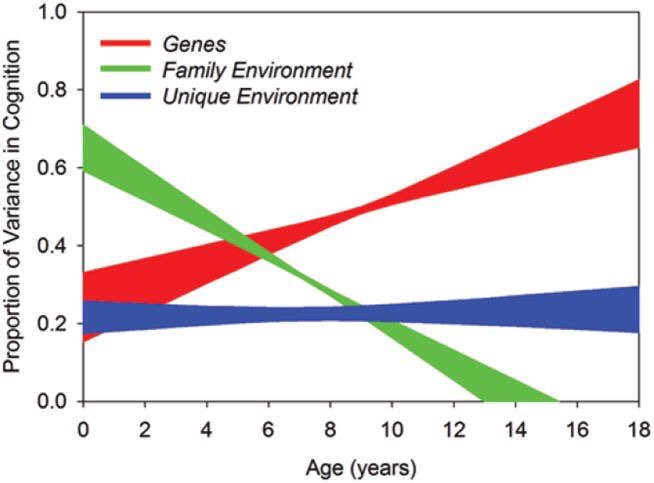 1.0
0.8
0.6
0.4
0.2
0.0
Proportion of Variance in Cognition
Genes
Family Environment
Unique Environment
0 2 4 6 8 10 12 14 16 18
Age (years)